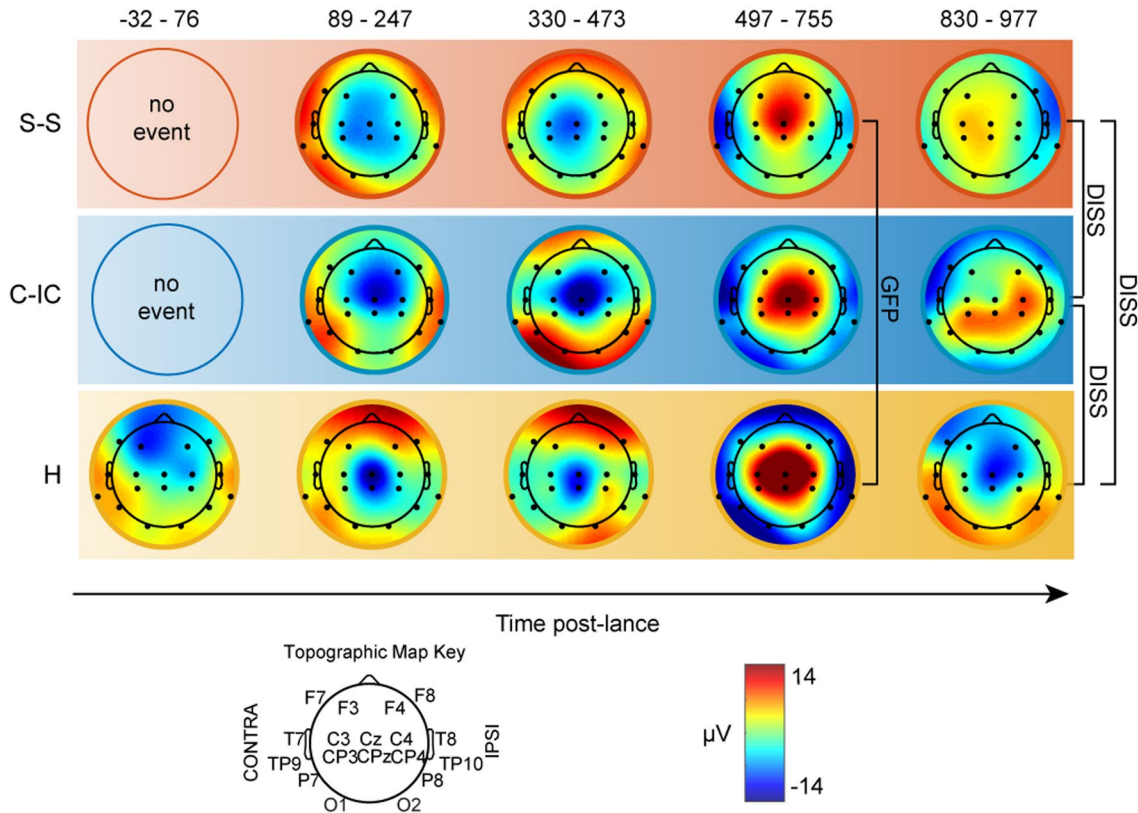 -32 - 76 89 - 247 330 - 473 497 - 755 830 - 977
S-S
no
event
C-IC
no
event
H
GFP
DISS
DISS
DISS
Time post-lance
Topographic Map Key
F7 F8
F3 F4
CONTRA
IPSI
T7 C3 Cz C4 T8
TP9 CP3 CPz CP4 TP10
P7 P8
O1 O2
14
µV
-14